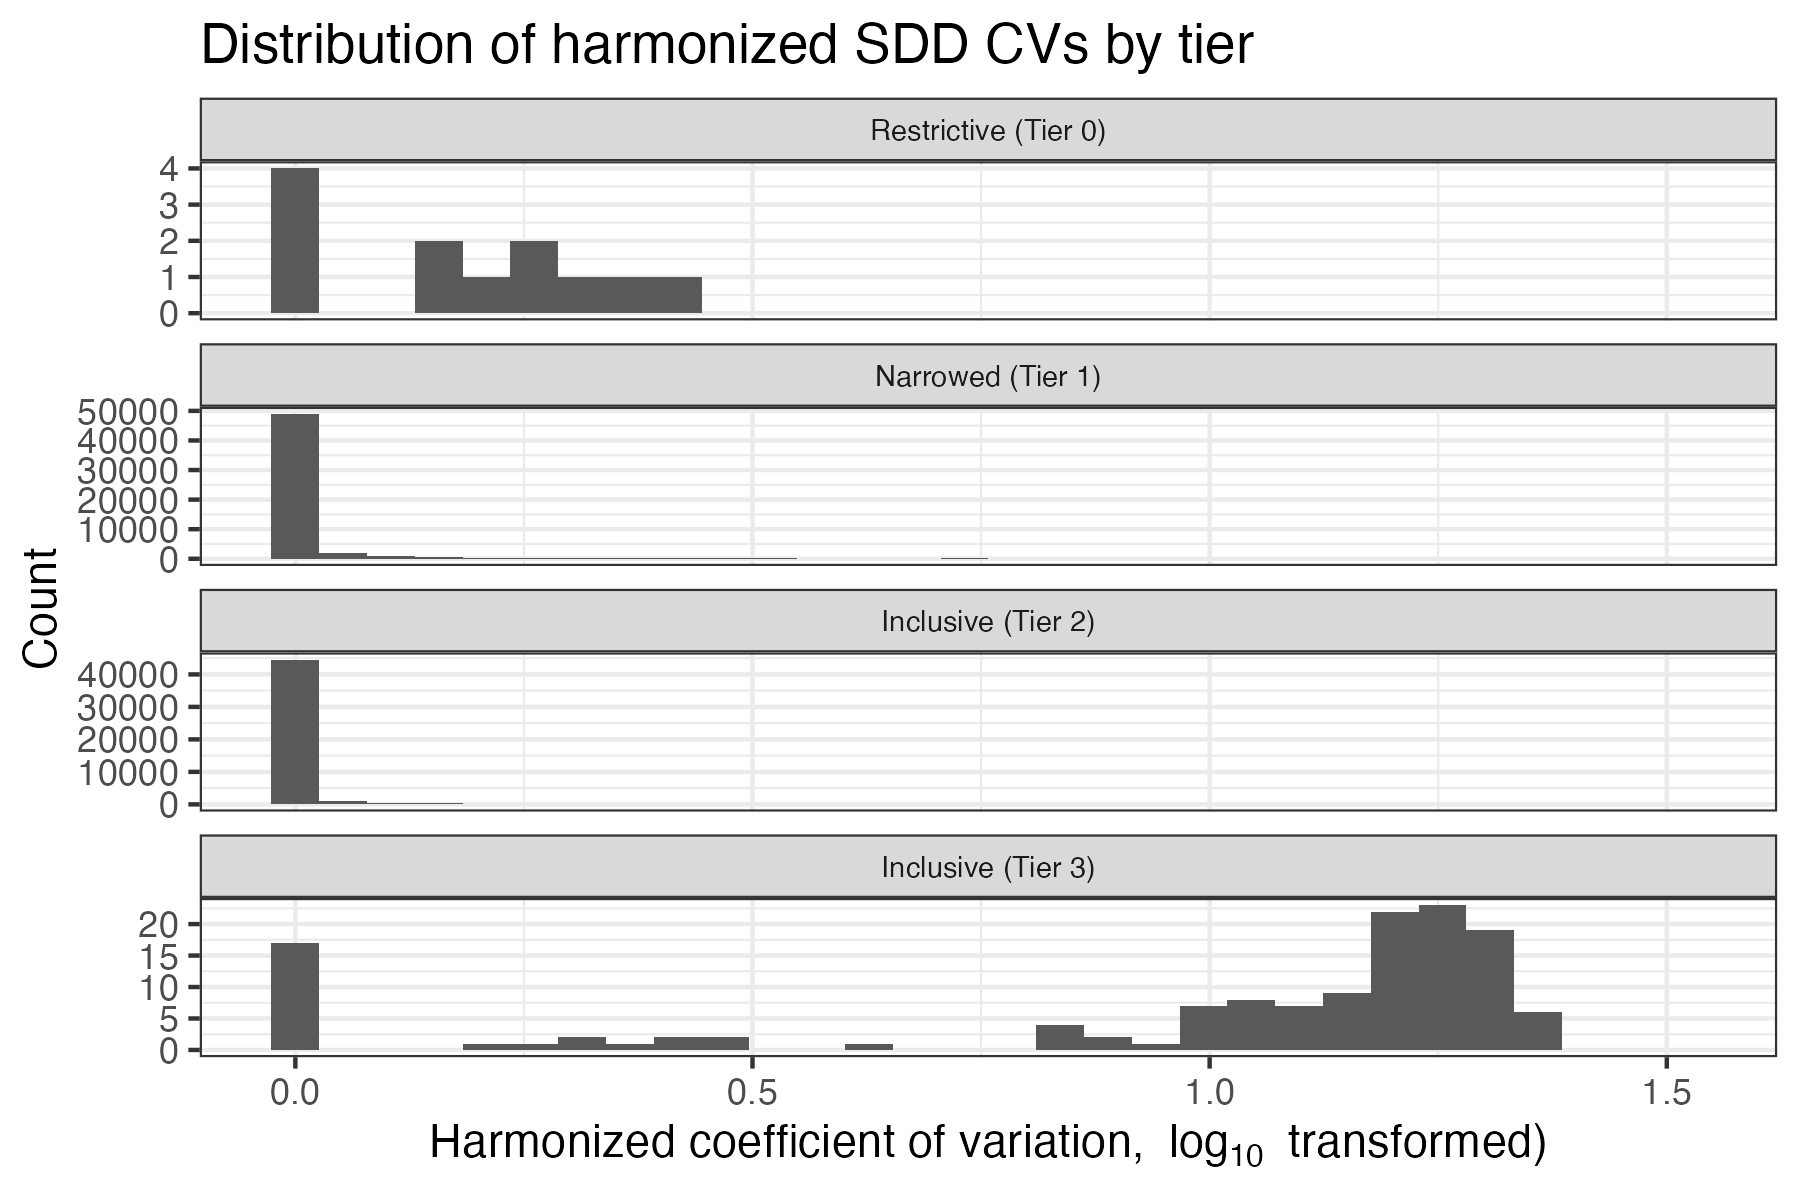 Distribution of harmonized SDD CVs by tier
Restrictive (Tier 0)
4
3
2
1
0
Narrowed (Tier 1)
50000
40000
30000
20000
10000
0
Inclusive (Tier 2)
40000
30000
20000
10000
0
Inclusive (Tier 3)
20
15
10
5
0
Count
0.0 0.5 1.0 1.5
Harmonized coefficient of variation, log₁₀ transformed)